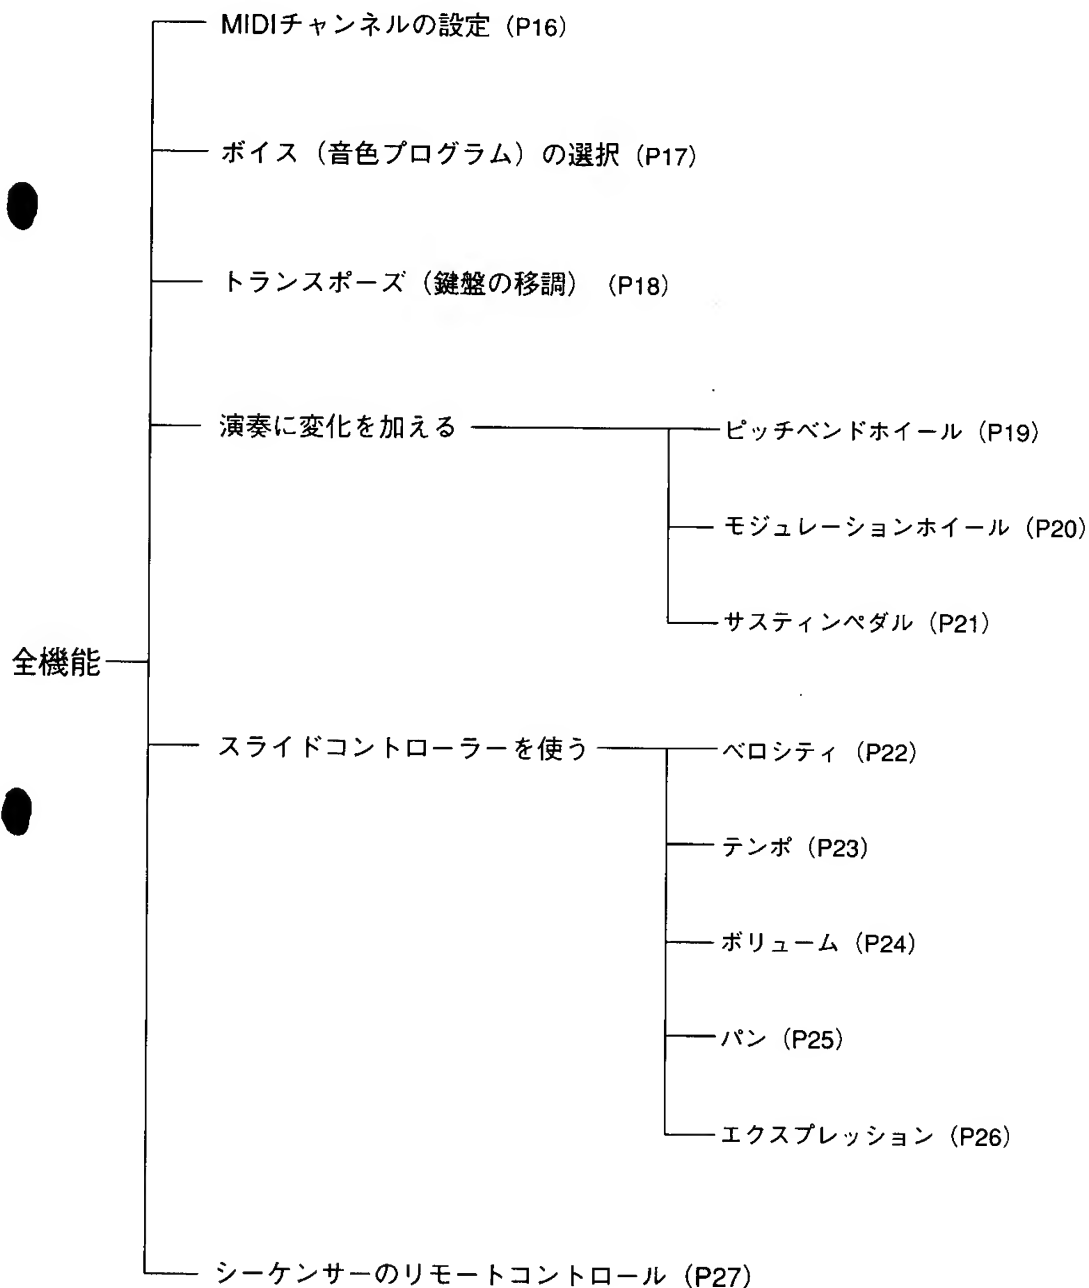 MIDIチャンネルの設定（P16）
ボイス（音色プログラム）の選択（P17）
トランスポーズ（鍵盤の移調）（P18）
演奏に変化を加える
ピッチベンドホイール（P19）
モジュレーションホイール（P20）
サスティンペダル（P21）
全機能
スライドコントローラーを使う
ベロシティ（P22）
テンポ（P23）
ボリューム（P24）
パン（P25）
エクスプレッション（P26）
シーケンサーのリモートコントロール（P27）